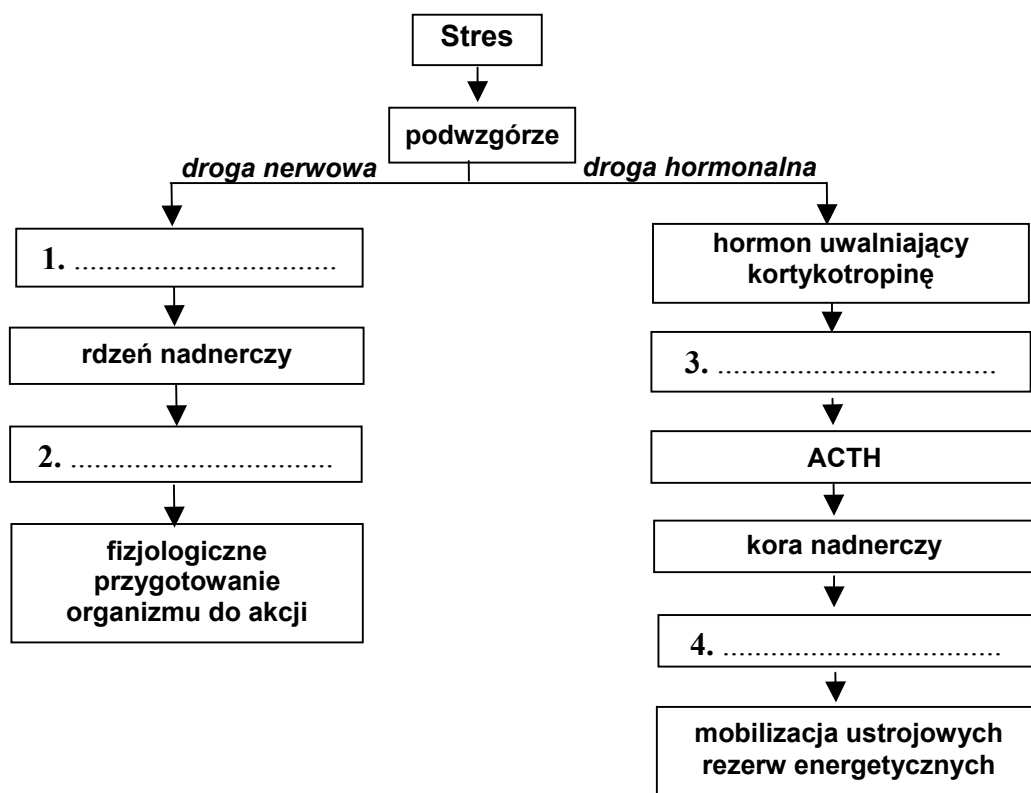 Stres
podwzgórze
droga nerwowa
droga hormonalna
1. ................................
hormon uwalniający
kortykotropinę
rdzeń nadnerczy
3. ..................................
2. ................................
ACTH
fizjologiczne
przygotowanie
organizmu do akcji
kora nadnerczy
4. ..................................
mobilizacja ustrojowych
rezerw energetycznych